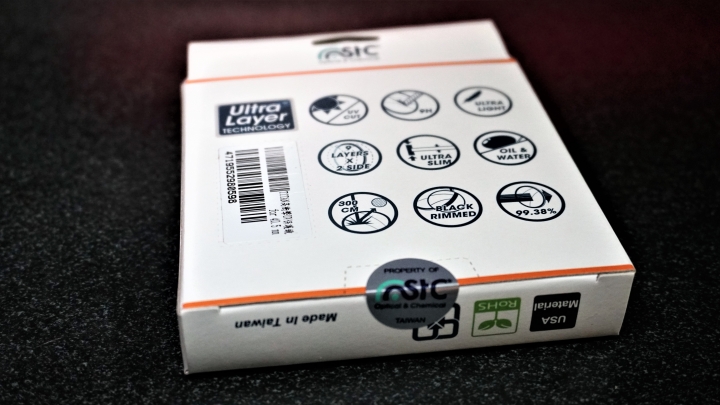 STC
Ultra
Layer
TECHNOLOGY
UV
CUT
9H
ULTRA
LIGHT
9
LAYERS
X
2 SIDE
ULTRA
SLIM
OIL &
WATER
300
CM
BLACK
RIMMED
99.38%
4719552980598
PROPERTY OF
STC
Optical & Chemical
TAIWAN
Made In Taiwan
RoHS
USA
Material